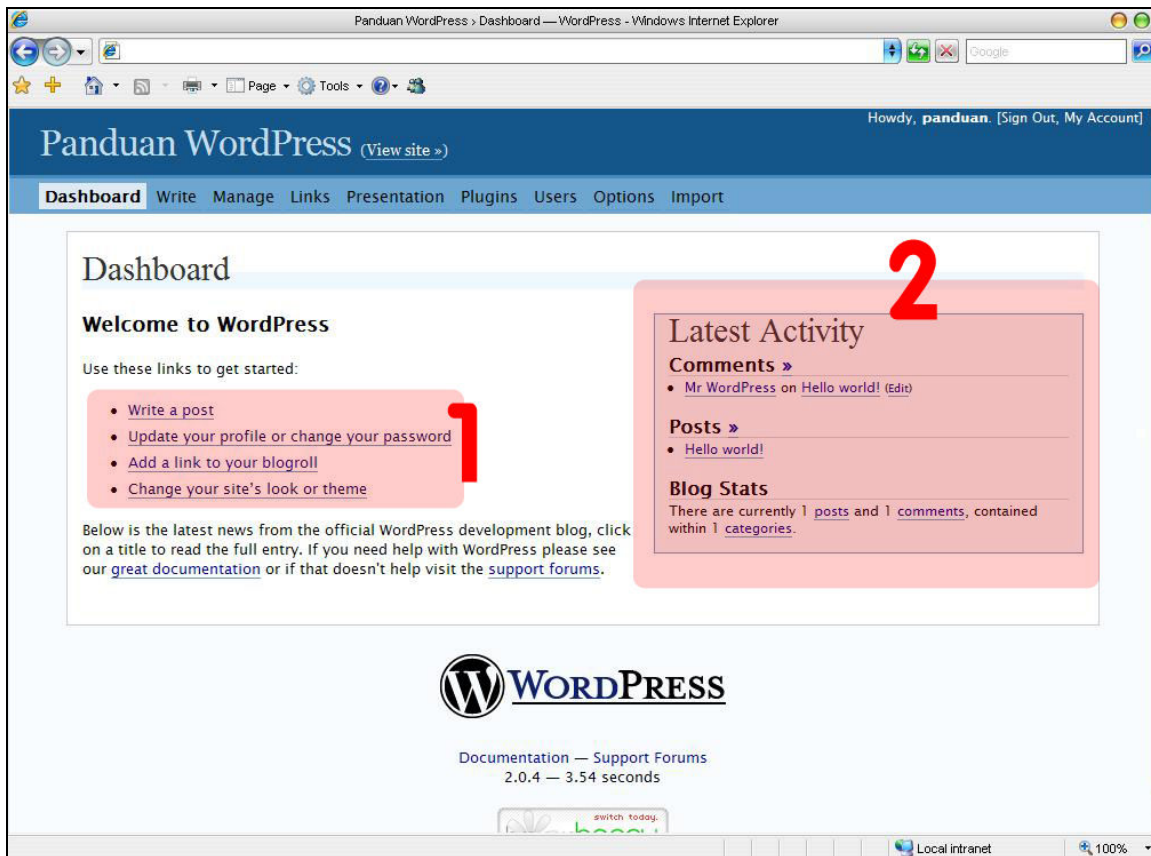 Panduan WordPress › Dashboard — WordPress - Windows Internet Explorer
Google
Page Tools
Howdy, panduan. [Sign Out, My Account]
Panduan WordPress (View site »)
Dashboard Write Manage Links Presentation Plugins Users Options Import
Dashboard
Welcome to WordPress
Use these links to get started:
• Write a post
• Update your profile or change your password
• Add a link to your blogroll
• Change your site's look or theme
1
Below is the latest news from the official WordPress development blog, click
on a title to read the full entry. If you need help with WordPress please see
our great documentation or if that doesn't help visit the support forums.
2
Latest Activity
Comments »
• Mr WordPress on Hello world! (Edit)
Posts »
• Hello world!
Blog Stats
There are currently 1 posts and 1 comments, contained
within 1 categories.
WORDPRESS
Documentation — Support Forums
2.0.4 — 3.54 seconds
switch today.
Local intranet
100%